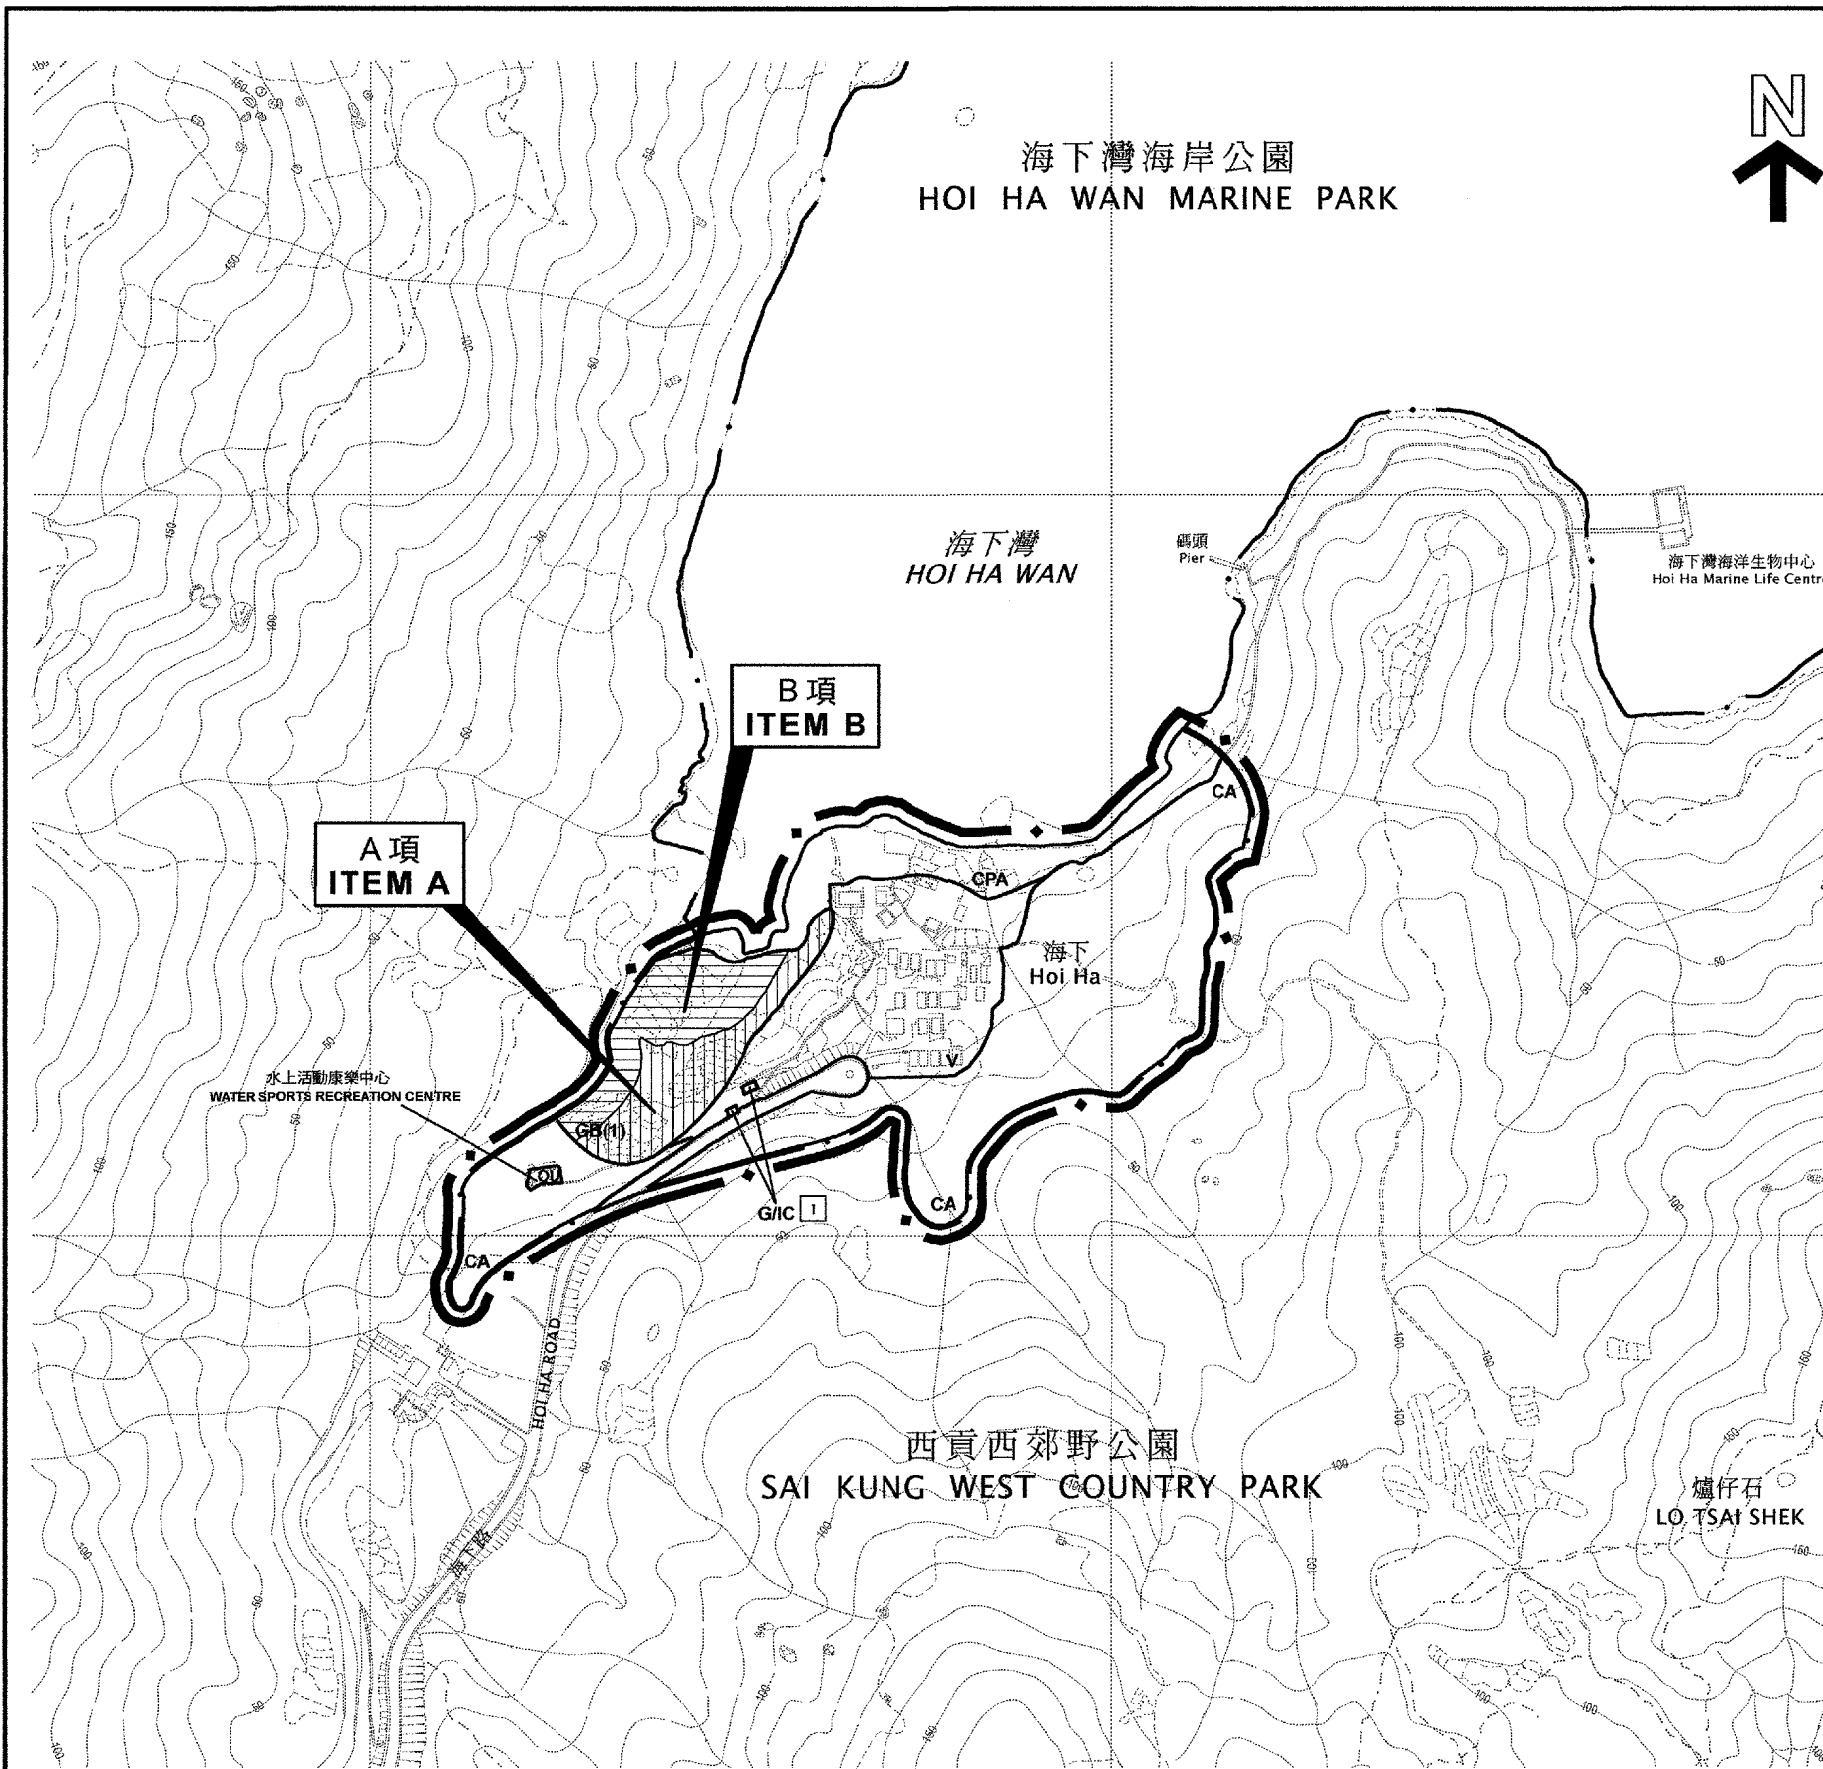 N
海下灣海岸公園
HOI HA WAN MARINE PARK
海下灣
HOI HA WAN
碼頭
Pier
海下灣海洋生物中心
Hoi Ha Marine Life Centr
B項
ITEM B
A項
ITEM A
CA
CPA
海下
Hoi Ha
V
水上活動康樂中心
WATER SPORTS RECREATION CENTRE
GB(1)
OU
G/IC 1
CA
CA
HOI HA ROAD
海下路
西貢西郊野公園
SAI KUNG WEST COUNTRY PARK
爐仔石
LO TSAI SHEK